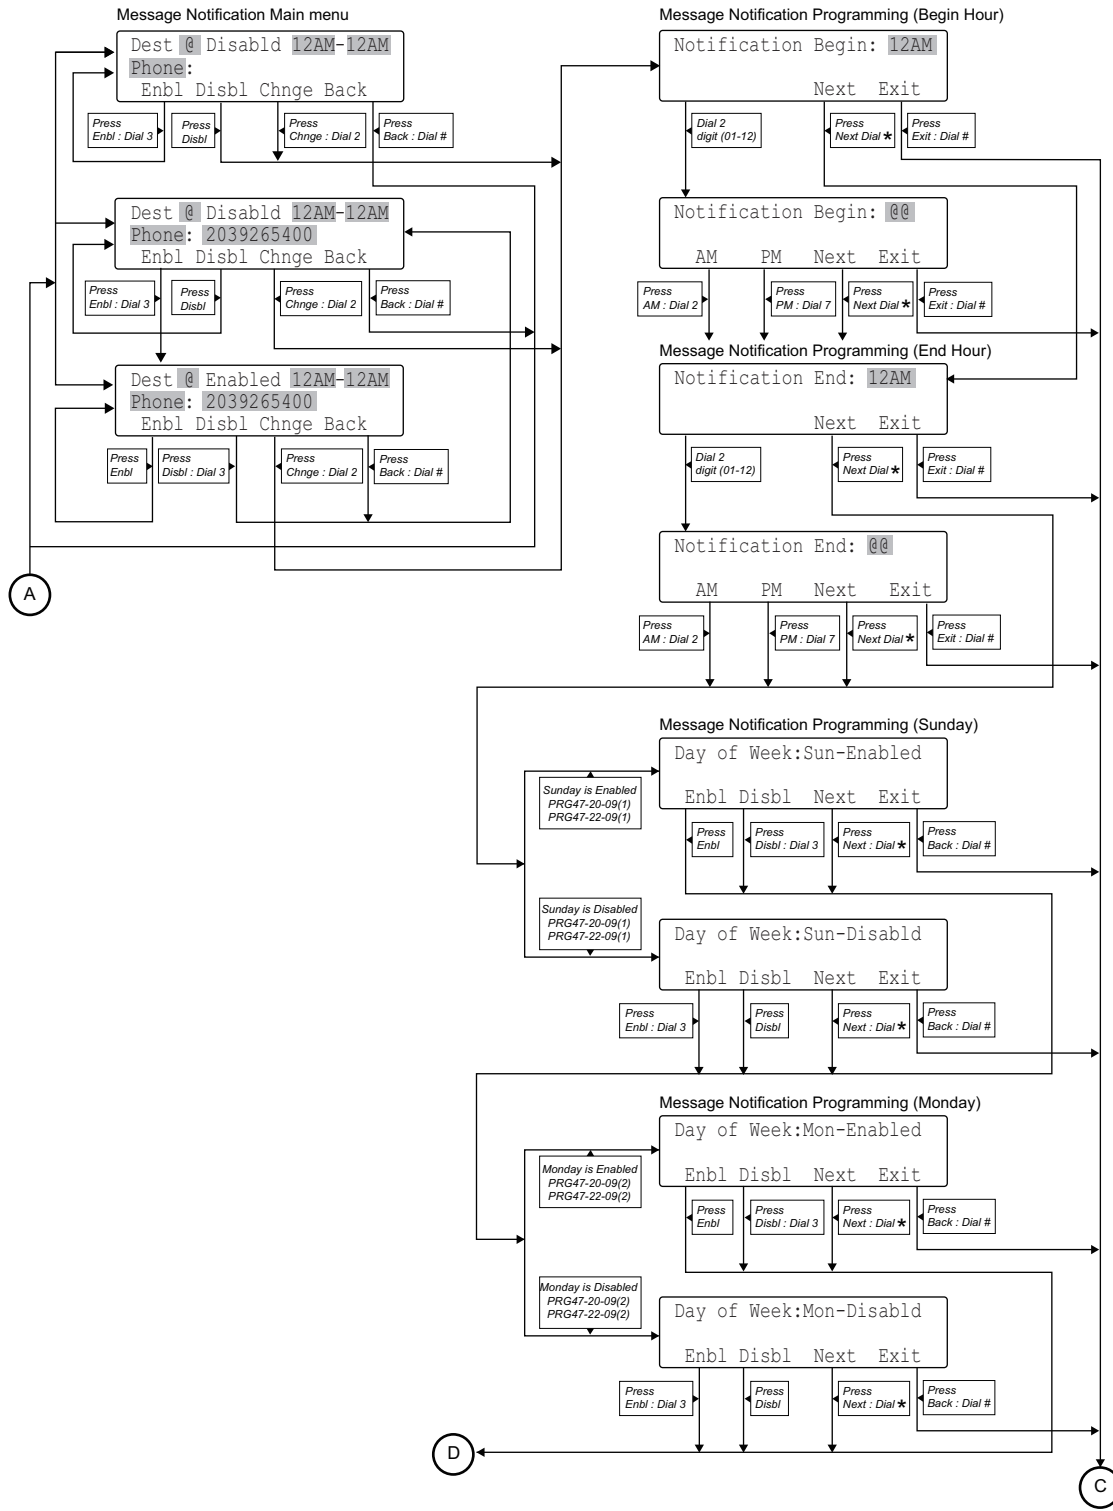 Message Notification Main menu
Dest @ Disabld 12AM-12AM
Phone:
Enbl Disbl Chnge Back
Press
Enbl : Dial 3
Press
Disbl
Press
Chnge : Dial 2
Press
Back : Dial #
Dest @ Disabld 12AM-12AM
Phone: 2039265400
Enbl Disbl Chnge Back
Press
Enbl : Dial 3
Press
Disbl
Press
Chnge : Dial 2
Press
Back : Dial #
Dest @ Enabled 12AM-12AM
Phone: 2039265400
Enbl Disbl Chnge Back
Press
Enbl
Press
Disbl : Dial 3
Press
Chnge : Dial 2
Press
Back : Dial #
A
Message Notification Programming (Begin Hour)
Notification Begin: 12AM
Next Exit
Dial 2
digit (01-12)
Press
Next Dial *
Press
Exit : Dial #
Notification Begin: @@
AM PM Next Exit
Press
AM : Dial 2
Press
PM : Dial 7
Press
Next Dial *
Press
Exit : Dial #
Message Notification Programming (End Hour)
Notification End: 12AM
Next Exit
Dial 2
digit (01-12)
Press
Next Dial *
Press
Exit : Dial #
Notification End: @@
AM PM Next Exit
Press
AM : Dial 2
Press
PM : Dial 7
Press
Next Dial *
Press
Exit : Dial #
Message Notification Programming (Sunday)
Day of Week:Sun-Enabled
Enbl Disbl Next Exit
Sunday is Enabled
PRG47-20-09(1)
PRG47-22-09(1)
Press
Enbl
Press
Disbl : Dial 3
Press
Next : Dial *
Press
Back : Dial #
Sunday is Disabled
PRG47-20-09(1)
PRG47-22-09(1)
Day of Week:Sun-Disabld
Enbl Disbl Next Exit
Press
Enbl : Dial 3
Press
Disbl
Press
Next : Dial *
Press
Back : Dial #
Message Notification Programming (Monday)
Day of Week:Mon-Enabled
Enbl Disbl Next Exit
Monday is Enabled
PRG47-20-09(2)
PRG47-22-09(2)
Press
Enbl
Press
Disbl : Dial 3
Press
Next : Dial *
Press
Back : Dial #
Monday is Disabled
PRG47-20-09(2)
PRG47-22-09(2)
Day of Week:Mon-Disabld
Enbl Disbl Next Exit
Press
Enbl : Dial 3
Press
Disbl
Press
Next : Dial *
Press
Back : Dial #
D
C